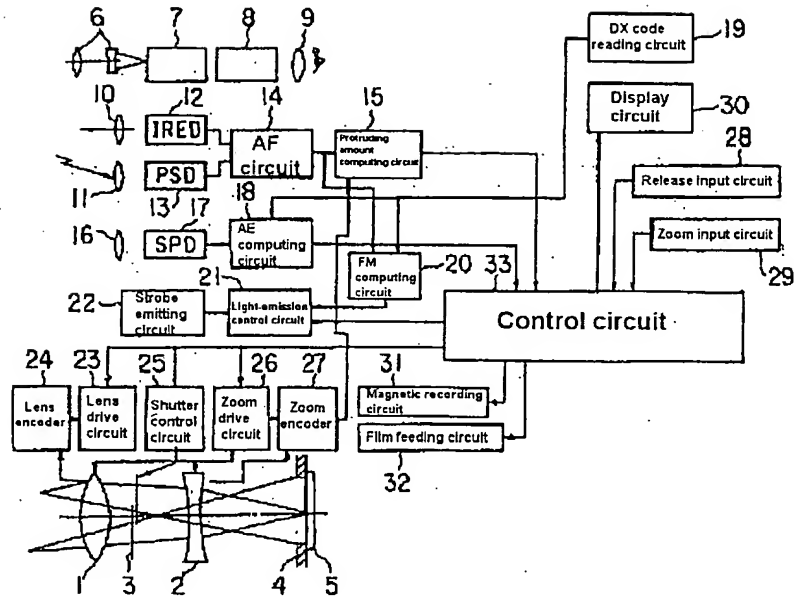 6
7
8
9
DX code
reading circuit
19
Display
circuit
30
10
12
IRED
14
AF
circuit
15
Protruding
amount
computing circuit
28
Release input circuit
11
PSD
13
17
18
AE
computing
circuit
Zoom input circuit
29
16
SPD
FM
computing
circuit
20
33
Control circuit
21
22
Strobe
emitting
circuit
Light-emission
control circuit
24
23
25
26
27
31
Magnetic recording
circuit
Lens
encoder
Lens
drive
circuit
Shutter
control
circuit
Zoom
drive
circuit
Zoom
encoder
Film feeding circuit
32
1
3
2
4
5